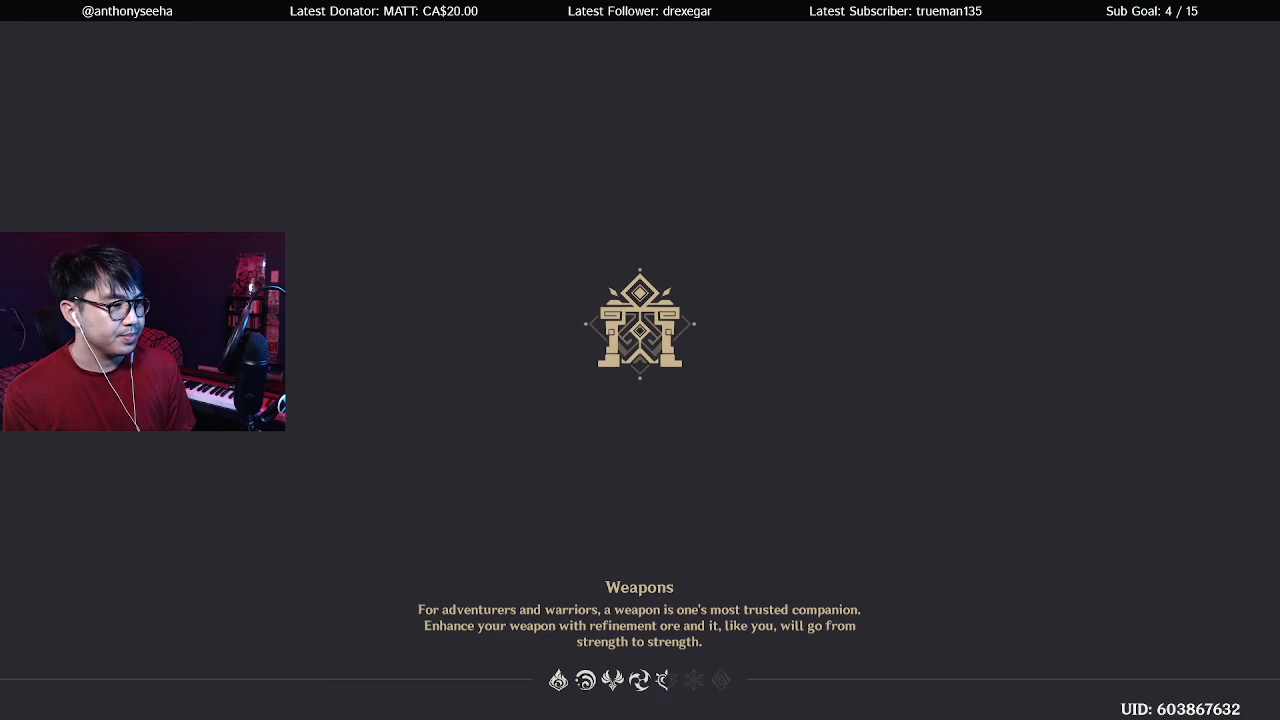 @anthonyseeha Latest Donator: MATT: CA$20.00 Latest Follower: drexegar Latest Subscriber: trueman135 Sub Goal: 4 / 15
Weapons
For adventurers and warriors, a weapon is one's most trusted companion.
Enhance your weapon with refinement ore and it, like you, will go from
strength to strength.
UID: 603867632